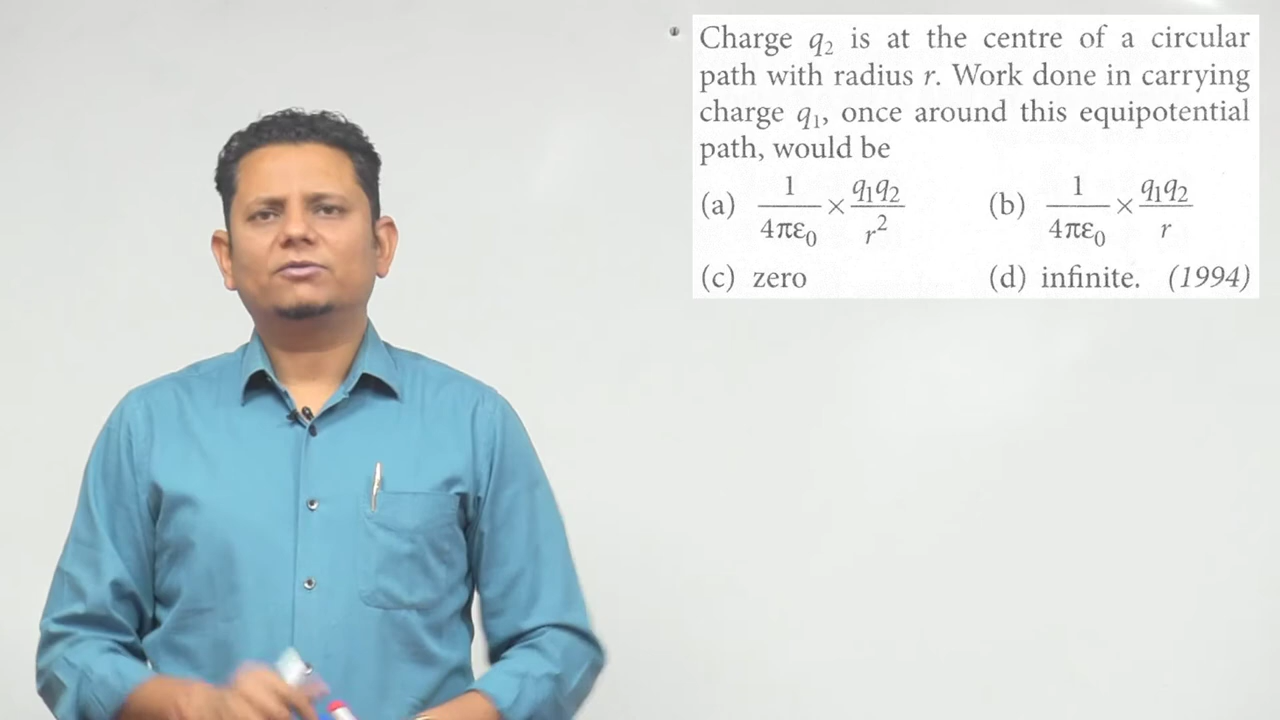 Charge q₂ is at the centre of a circular
path with radius r. Work done in carrying
charge q₁, once around this equipotential
path, would be
(a) 1/4πε₀ × q₁q₂/r² (b) 1/4πε₀ × q₁q₂/r
(c) zero (d) infinite. (1994)